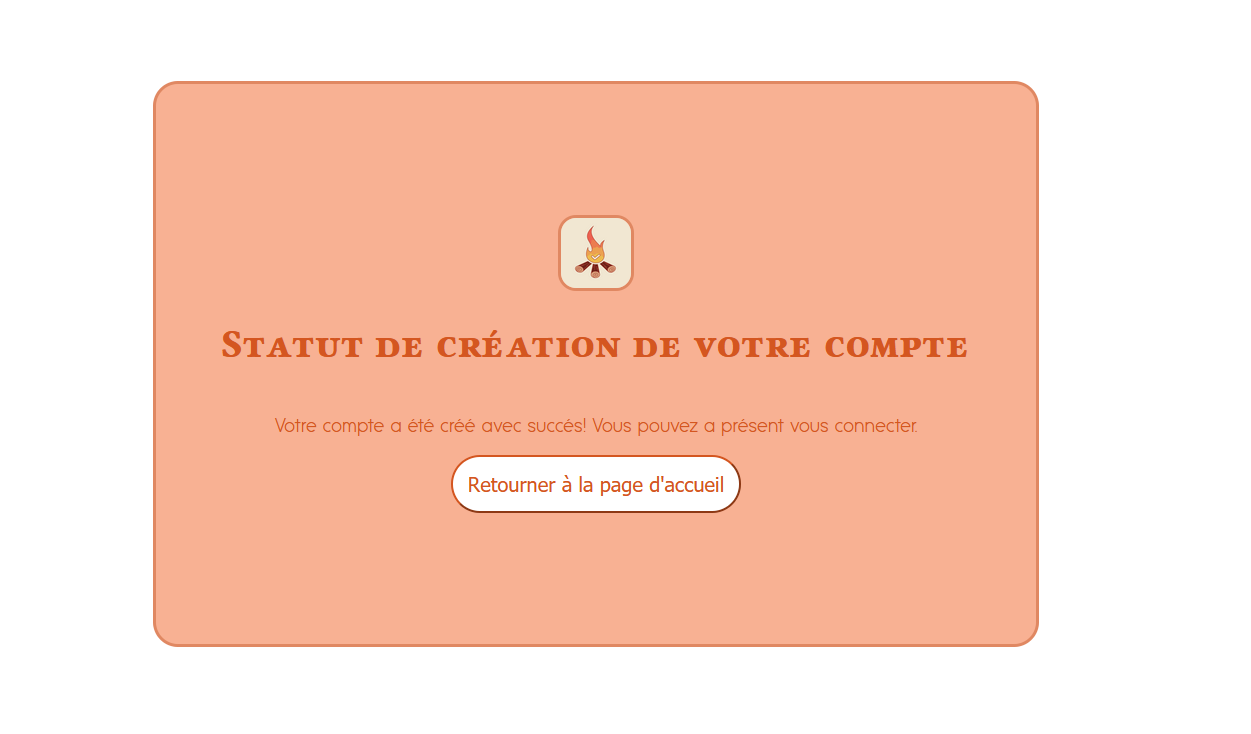 Statut de création de votre compte
Votre compte a été créé avec succés! Vous pouvez a présent vous connecter.
Retourner à la page d'accueil